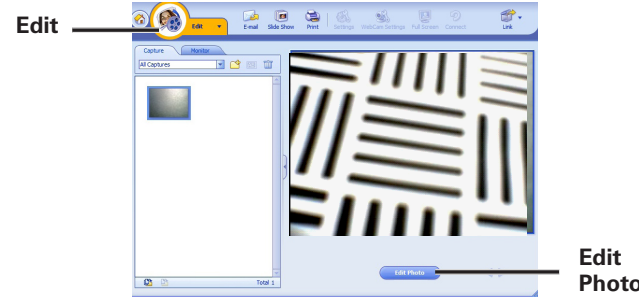 Edit
Edit
E-mail
Slide Show
Print
Settings
WebCam Settings
Full Screen
Connect
Link
Capture
Monitor
All Captures
Total 1
Edit Photo
Edit
Photo